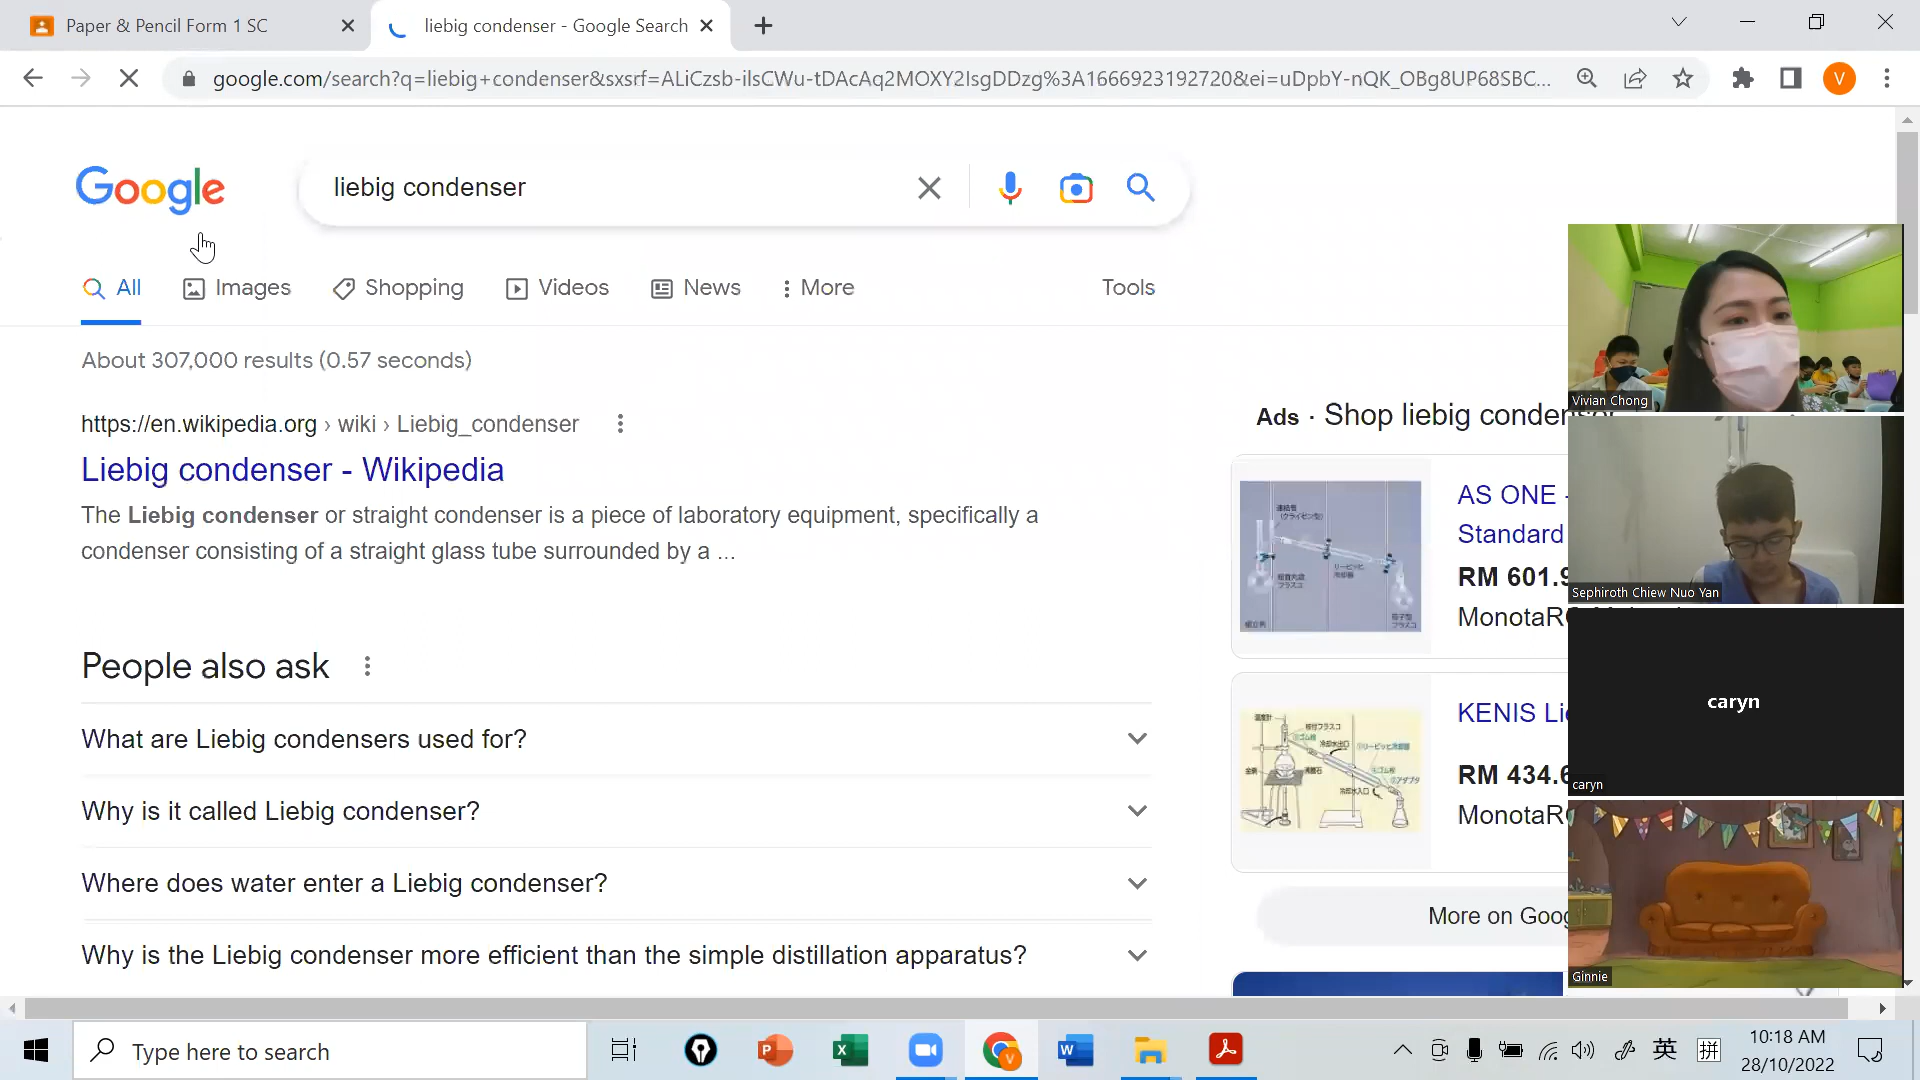 Paper & Pencil Form 1 SC
liebig condenser - Google Search
google.com/search?q=liebig+condenser&sxsrf=ALiCzsb-ilsCWu-tDAcAq2MOXY2IsgDDzg%3A1666923192720&ei=uDpbY-nQK_OBg8UP68SBC...
V
Google
liebig condenser
All
Images
Shopping
Videos
News
More
Tools
About 307,000 results (0.57 seconds)
https://en.wikipedia.org › wiki › Liebig_condenser
Liebig condenser - Wikipedia
The Liebig condenser or straight condenser is a piece of laboratory equipment, specifically a
condenser consisting of a straight glass tube surrounded by a ...
People also ask
What are Liebig condensers used for?
Why is it called Liebig condenser?
Where does water enter a Liebig condenser?
Why is the Liebig condenser more efficient than the simple distillation apparatus?
Ads · Shop liebig condenser
AS ONE -
Standard
RM 601.9
MonotaR
KENIS Li
RM 434.6
MonotaR
More on Goo
Vivian Chong
Sephiroth Chiew Nuo Yan
caryn
caryn
Ginnie
Type here to search
英
拼
10:18 AM
28/10/2022